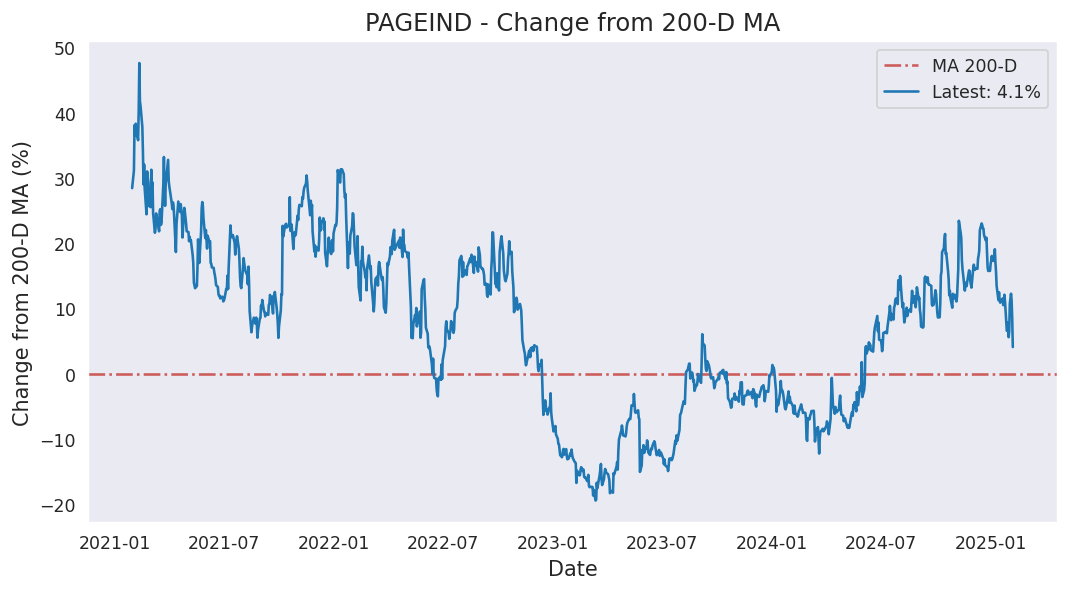 PAGEIND - Change from 200-D MA
Change from 200-D MA (%)
50
40
30
20
10
0
−10
−20
MA 200-D
Latest: 4.1%
2021-01 2021-07 2022-01 2022-07 2023-01 2023-07 2024-01 2024-07 2025-01
Date